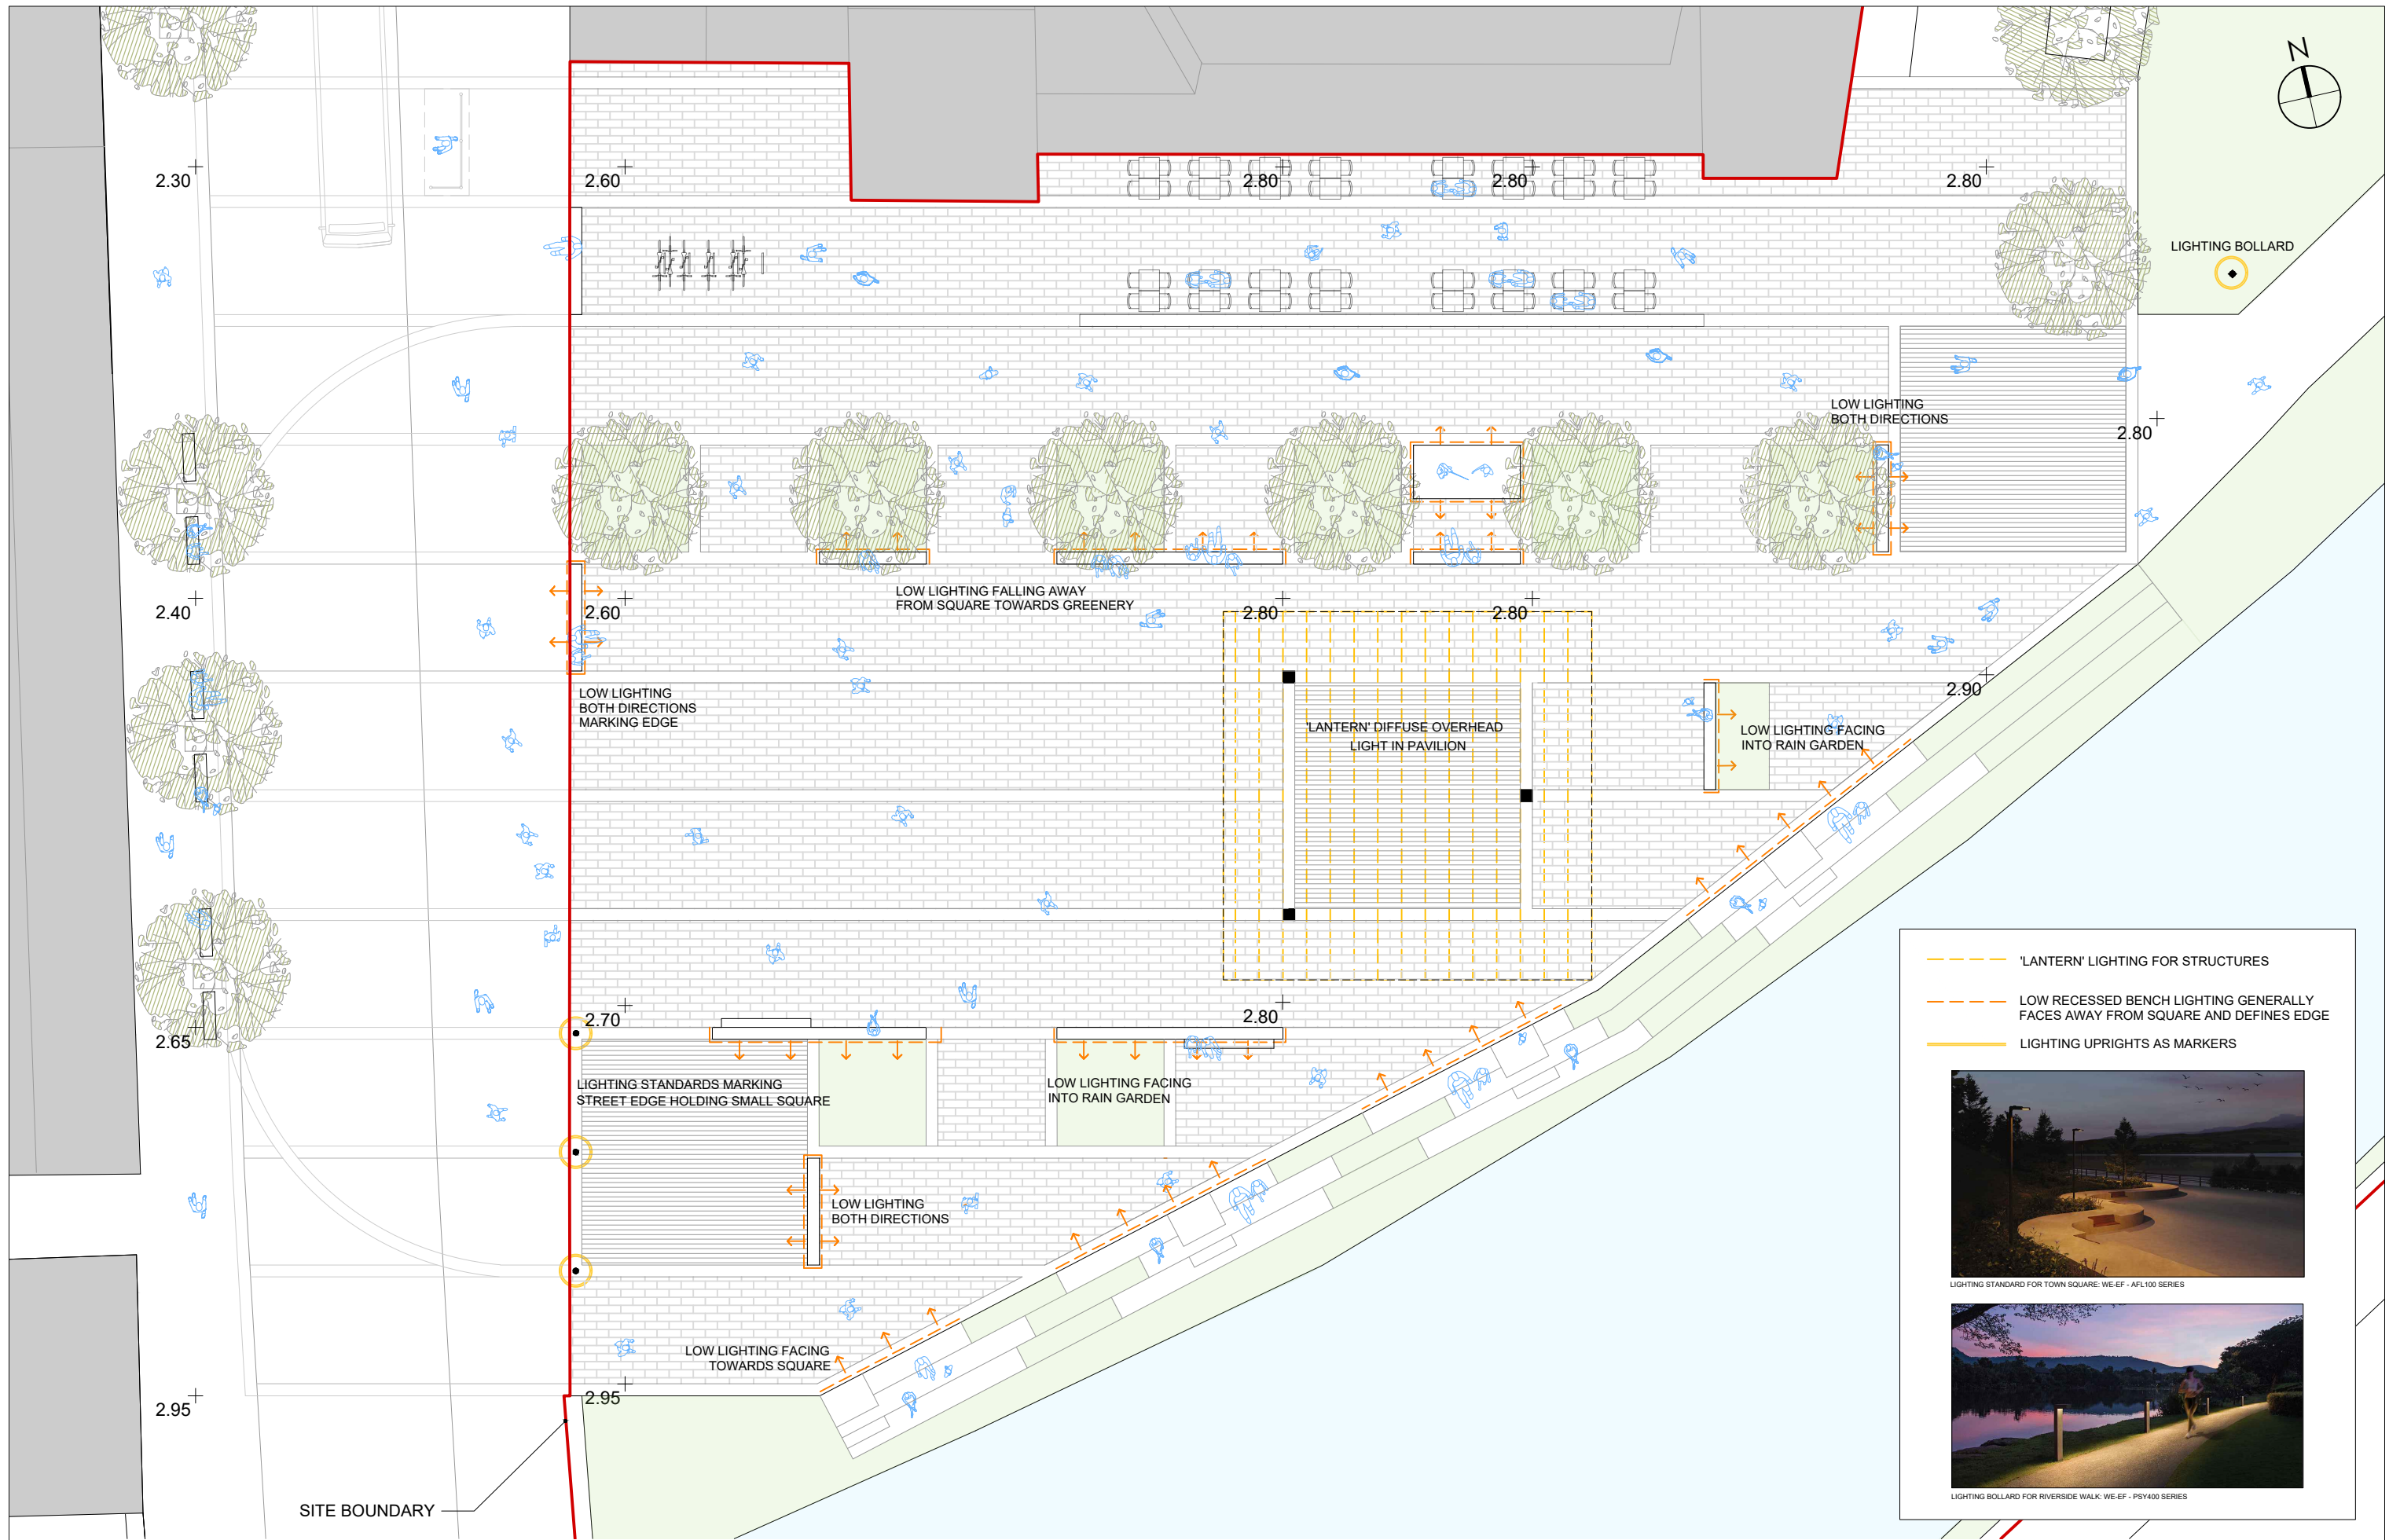 N
2.30
2.60
2.80
2.80
2.80
LIGHTING BOLLARD
LOW LIGHTING
BOTH DIRECTIONS
2.80
2.40
2.60
LOW LIGHTING FALLING AWAY
FROM SQUARE TOWARDS GREENERY
2.80
2.80
LOW LIGHTING
BOTH DIRECTIONS
MARKING EDGE
2.90
'LANTERN' DIFFUSE OVERHEAD
LIGHT IN PAVILION
LOW LIGHTING FACING
INTO RAIN GARDEN
2.65
2.70
2.80
LIGHTING STANDARDS MARKING
STREET EDGE HOLDING SMALL SQUARE
LOW LIGHTING FACING
INTO RAIN GARDEN
LOW LIGHTING
BOTH DIRECTIONS
LOW LIGHTING FACING
TOWARDS SQUARE
2.95
2.95
SITE BOUNDARY
'LANTERN' LIGHTING FOR STRUCTURES
LOW RECESSED BENCH LIGHTING GENERALLY
FACES AWAY FROM SQUARE AND DEFINES EDGE
LIGHTING UPRIGHTS AS MARKERS
LIGHTING STANDARD FOR TOWN SQUARE: WE-EF - AFL100 SERIES
LIGHTING BOLLARD FOR RIVERSIDE WALK: WE-EF - PSY400 SERIES